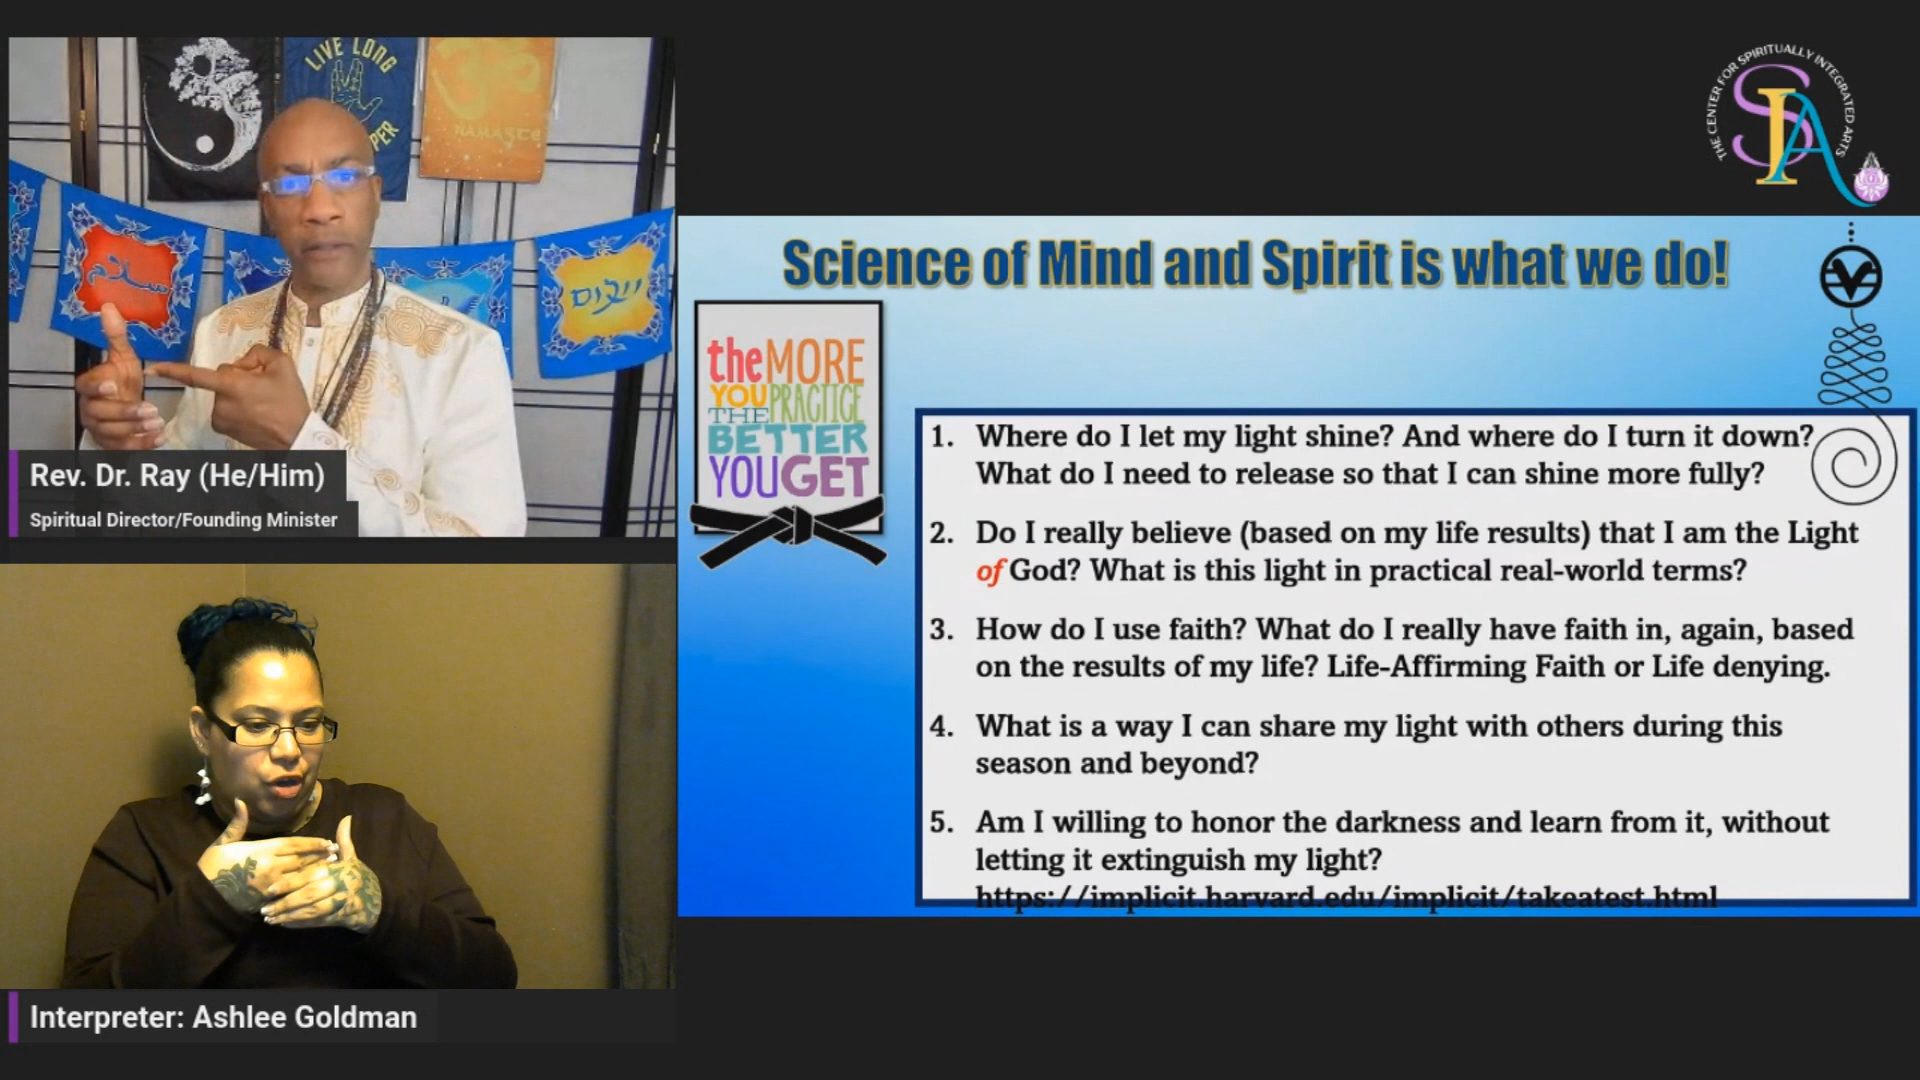 LIVE LONG
PER
NAMASTE
سلام
Rev. Dr. Ray (He/Him)
Spiritual Director/Founding Minister
Interpreter: Ashlee Goldman
THE CENTER FOR SPIRITUALLY INTEGRATED ARTS
SIA
Science of Mind and Spirit is what we do!
the MORE
YOU PRACTICE
THE
BETTER
YOU GET
1. Where do I let my light shine? And where do I turn it down?
What do I need to release so that I can shine more fully?
2. Do I really believe (based on my life results) that I am the Light
of God? What is this light in practical real-world terms?
3. How do I use faith? What do I really have faith in, again, based
on the results of my life? Life-Affirming Faith or Life denying.
4. What is a way I can share my light with others during this
season and beyond?
5. Am I willing to honor the darkness and learn from it, without
letting it extinguish my light?
https://implicit.harvard.edu/implicit/takeatest.html